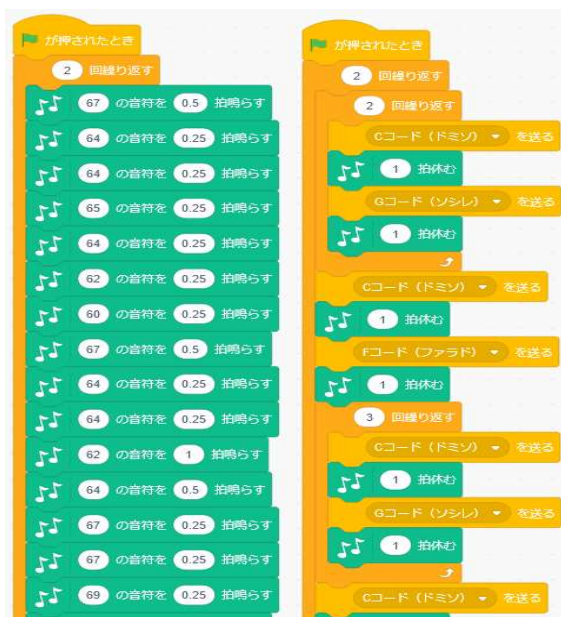 が押されたとき
2 回繰り返す
67 の音符を 0.5 拍鳴らす
64 の音符を 0.25 拍鳴らす
64 の音符を 0.25 拍鳴らす
65 の音符を 0.25 拍鳴らす
64 の音符を 0.25 拍鳴らす
62 の音符を 0.25 拍鳴らす
60 の音符を 0.25 拍鳴らす
67 の音符を 0.5 拍鳴らす
64 の音符を 0.25 拍鳴らす
64 の音符を 0.25 拍鳴らす
62 の音符を 1 拍鳴らす
64 の音符を 0.5 拍鳴らす
67 の音符を 0.25 拍鳴らす
67 の音符を 0.25 拍鳴らす
69 の音符を 0.25 拍鳴らす
が押されたとき
2 回繰り返す
2 回繰り返す
Cコード（ドミソ） を送る
1 拍休む
Gコード（ソシレ） を送る
1 拍休む
Cコード（ドミソ） を送る
1 拍休む
Fコード（ファラド） を送る
1 拍休む
3 回繰り返す
Cコード（ドミソ） を送る
1 拍休む
Gコード（ソシレ） を送る
1 拍休む
Cコード（ドミソ） を送る